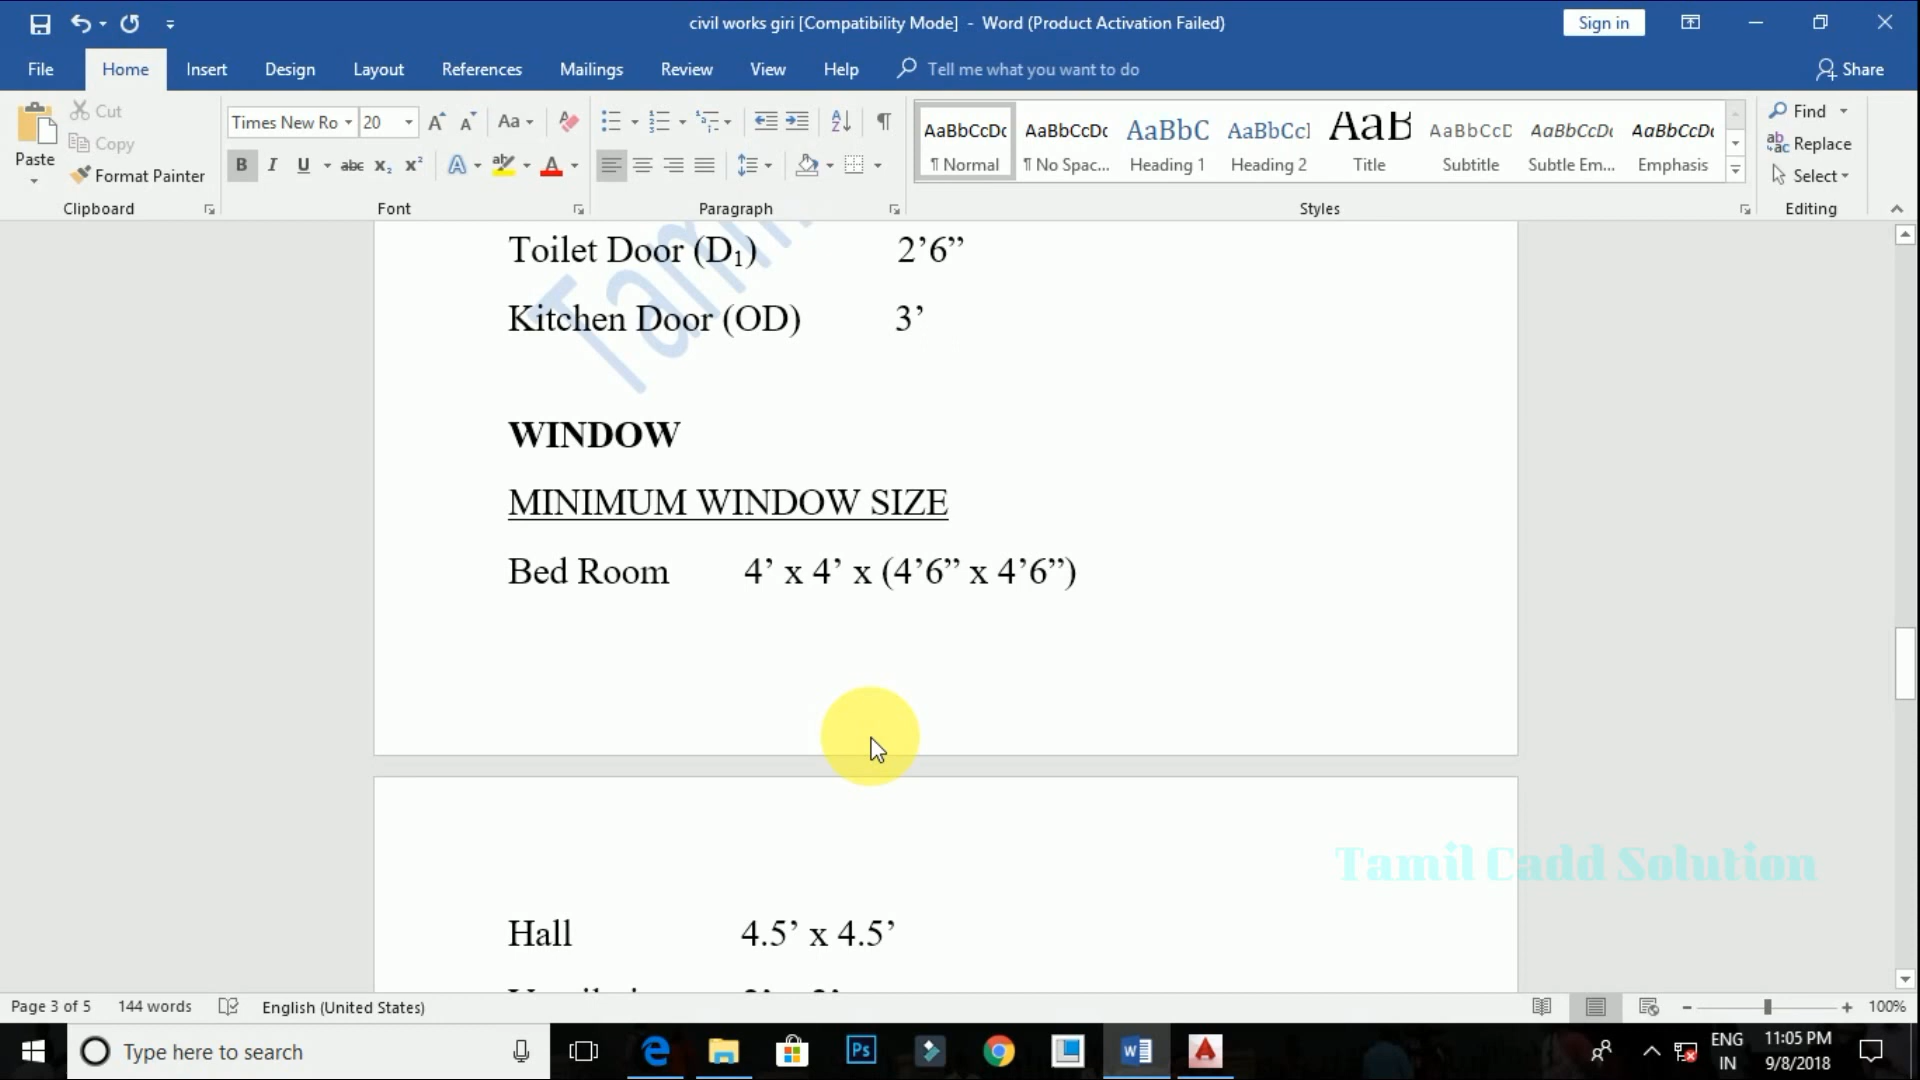 civil works giri [Compatibility Mode] - Word (Product Activation Failed)
Sign in
File Home Insert Design Layout References Mailings Review View Help Tell me what you want to do Share
Paste
Cut
Copy
Format Painter
Clipboard
Times New Ro 20
Font
Paragraph
AaBbCcDc AaBbCcDc AaBbC AaBbCcI AaB AaBbCcD AaBbCcDc AaBbCcDc
¶ Normal ¶ No Spac... Heading 1 Heading 2 Title Subtitle Subtle Em... Emphasis
Styles
Find
Replace
Select
Editing
Toilet Door (D₁) 2’6”
Kitchen Door (OD) 3’
WINDOW
MINIMUM WINDOW SIZE
Bed Room 4’ x 4’ x (4’6” x 4’6”)
Tamil Cadd Solution
Hall 4.5’ x 4.5’
Page 3 of 5 144 words English (United States) 100%
Type here to search
ENG
IN
11:05 PM
9/8/2018